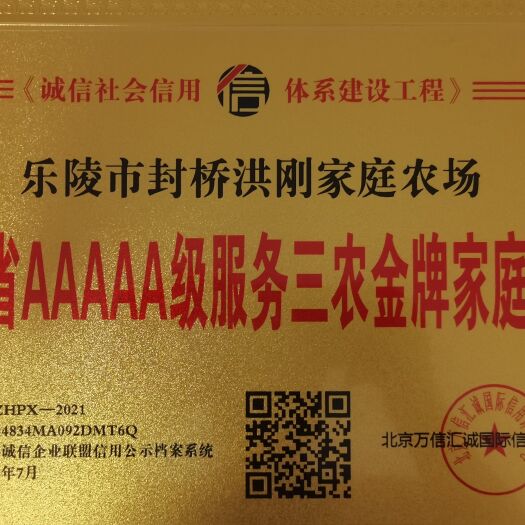 《诚信社会信用 信 体系建设工程》
乐陵市封桥洪刚家庭农场
省AAAAA级服务三农金牌家庭
ZHPX—2021
4834MA092DMT6Q
诚信企业联盟信用公示档案系统
年7月
北京万信汇诚国际信